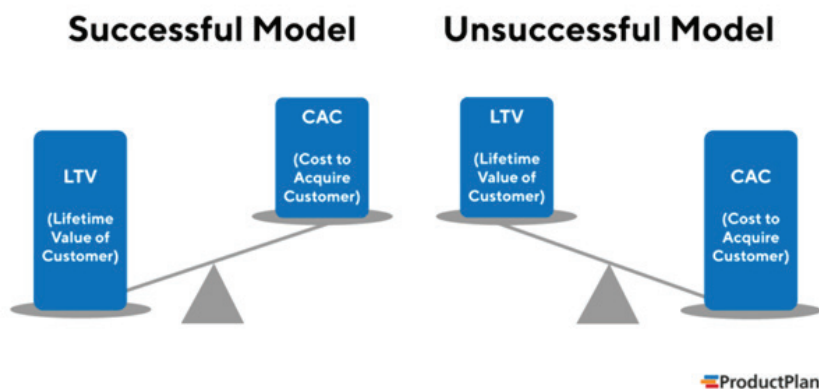 Successful Model
Unsuccessful Model
LTV
(Lifetime
Value of
Customer)
CAC
(Cost to
Acquire
Customer)
LTV
(Lifetime
Value of
Customer)
CAC
(Cost to
Acquire
Customer)
ProductPlan